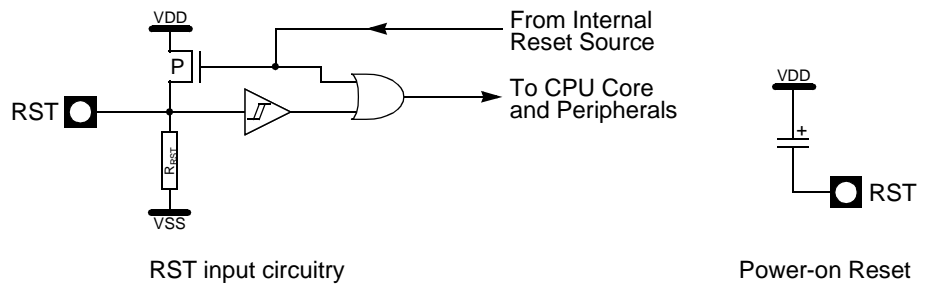 VDD
From Internal
Reset Source
P
To CPU Core
and Peripherals
RST
RRST
VSS
VDD
+
RST
RST input circuitry
Power-on Reset